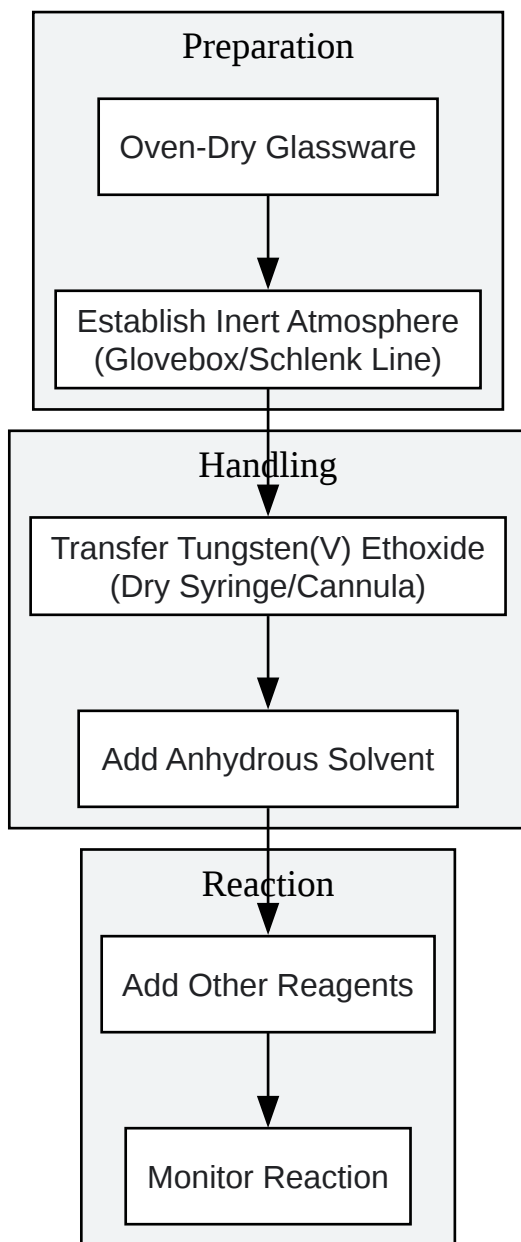 Preparation
Oven-Dry Glassware
Establish Inert Atmosphere
(Glovebox/Schlenk Line)
Handling
Transfer Tungsten(V) Ethoxide
(Dry Syringe/Cannula)
Add Anhydrous Solvent
Reaction
Add Other Reagents
Monitor Reaction